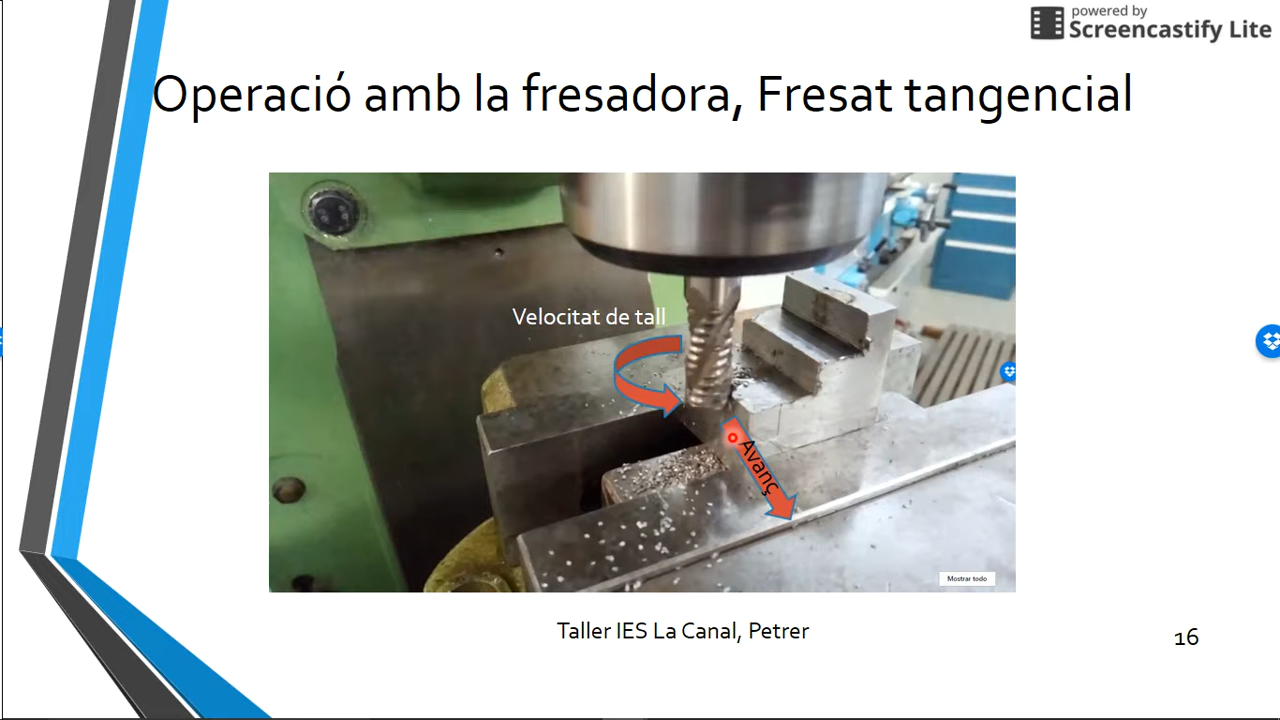 powered by
Screencastify Lite
Operació amb la fresadora, Fresat tangencial
Velocitat de tall
Avanç
Mostrar todo
Taller IES La Canal, Petrer
16